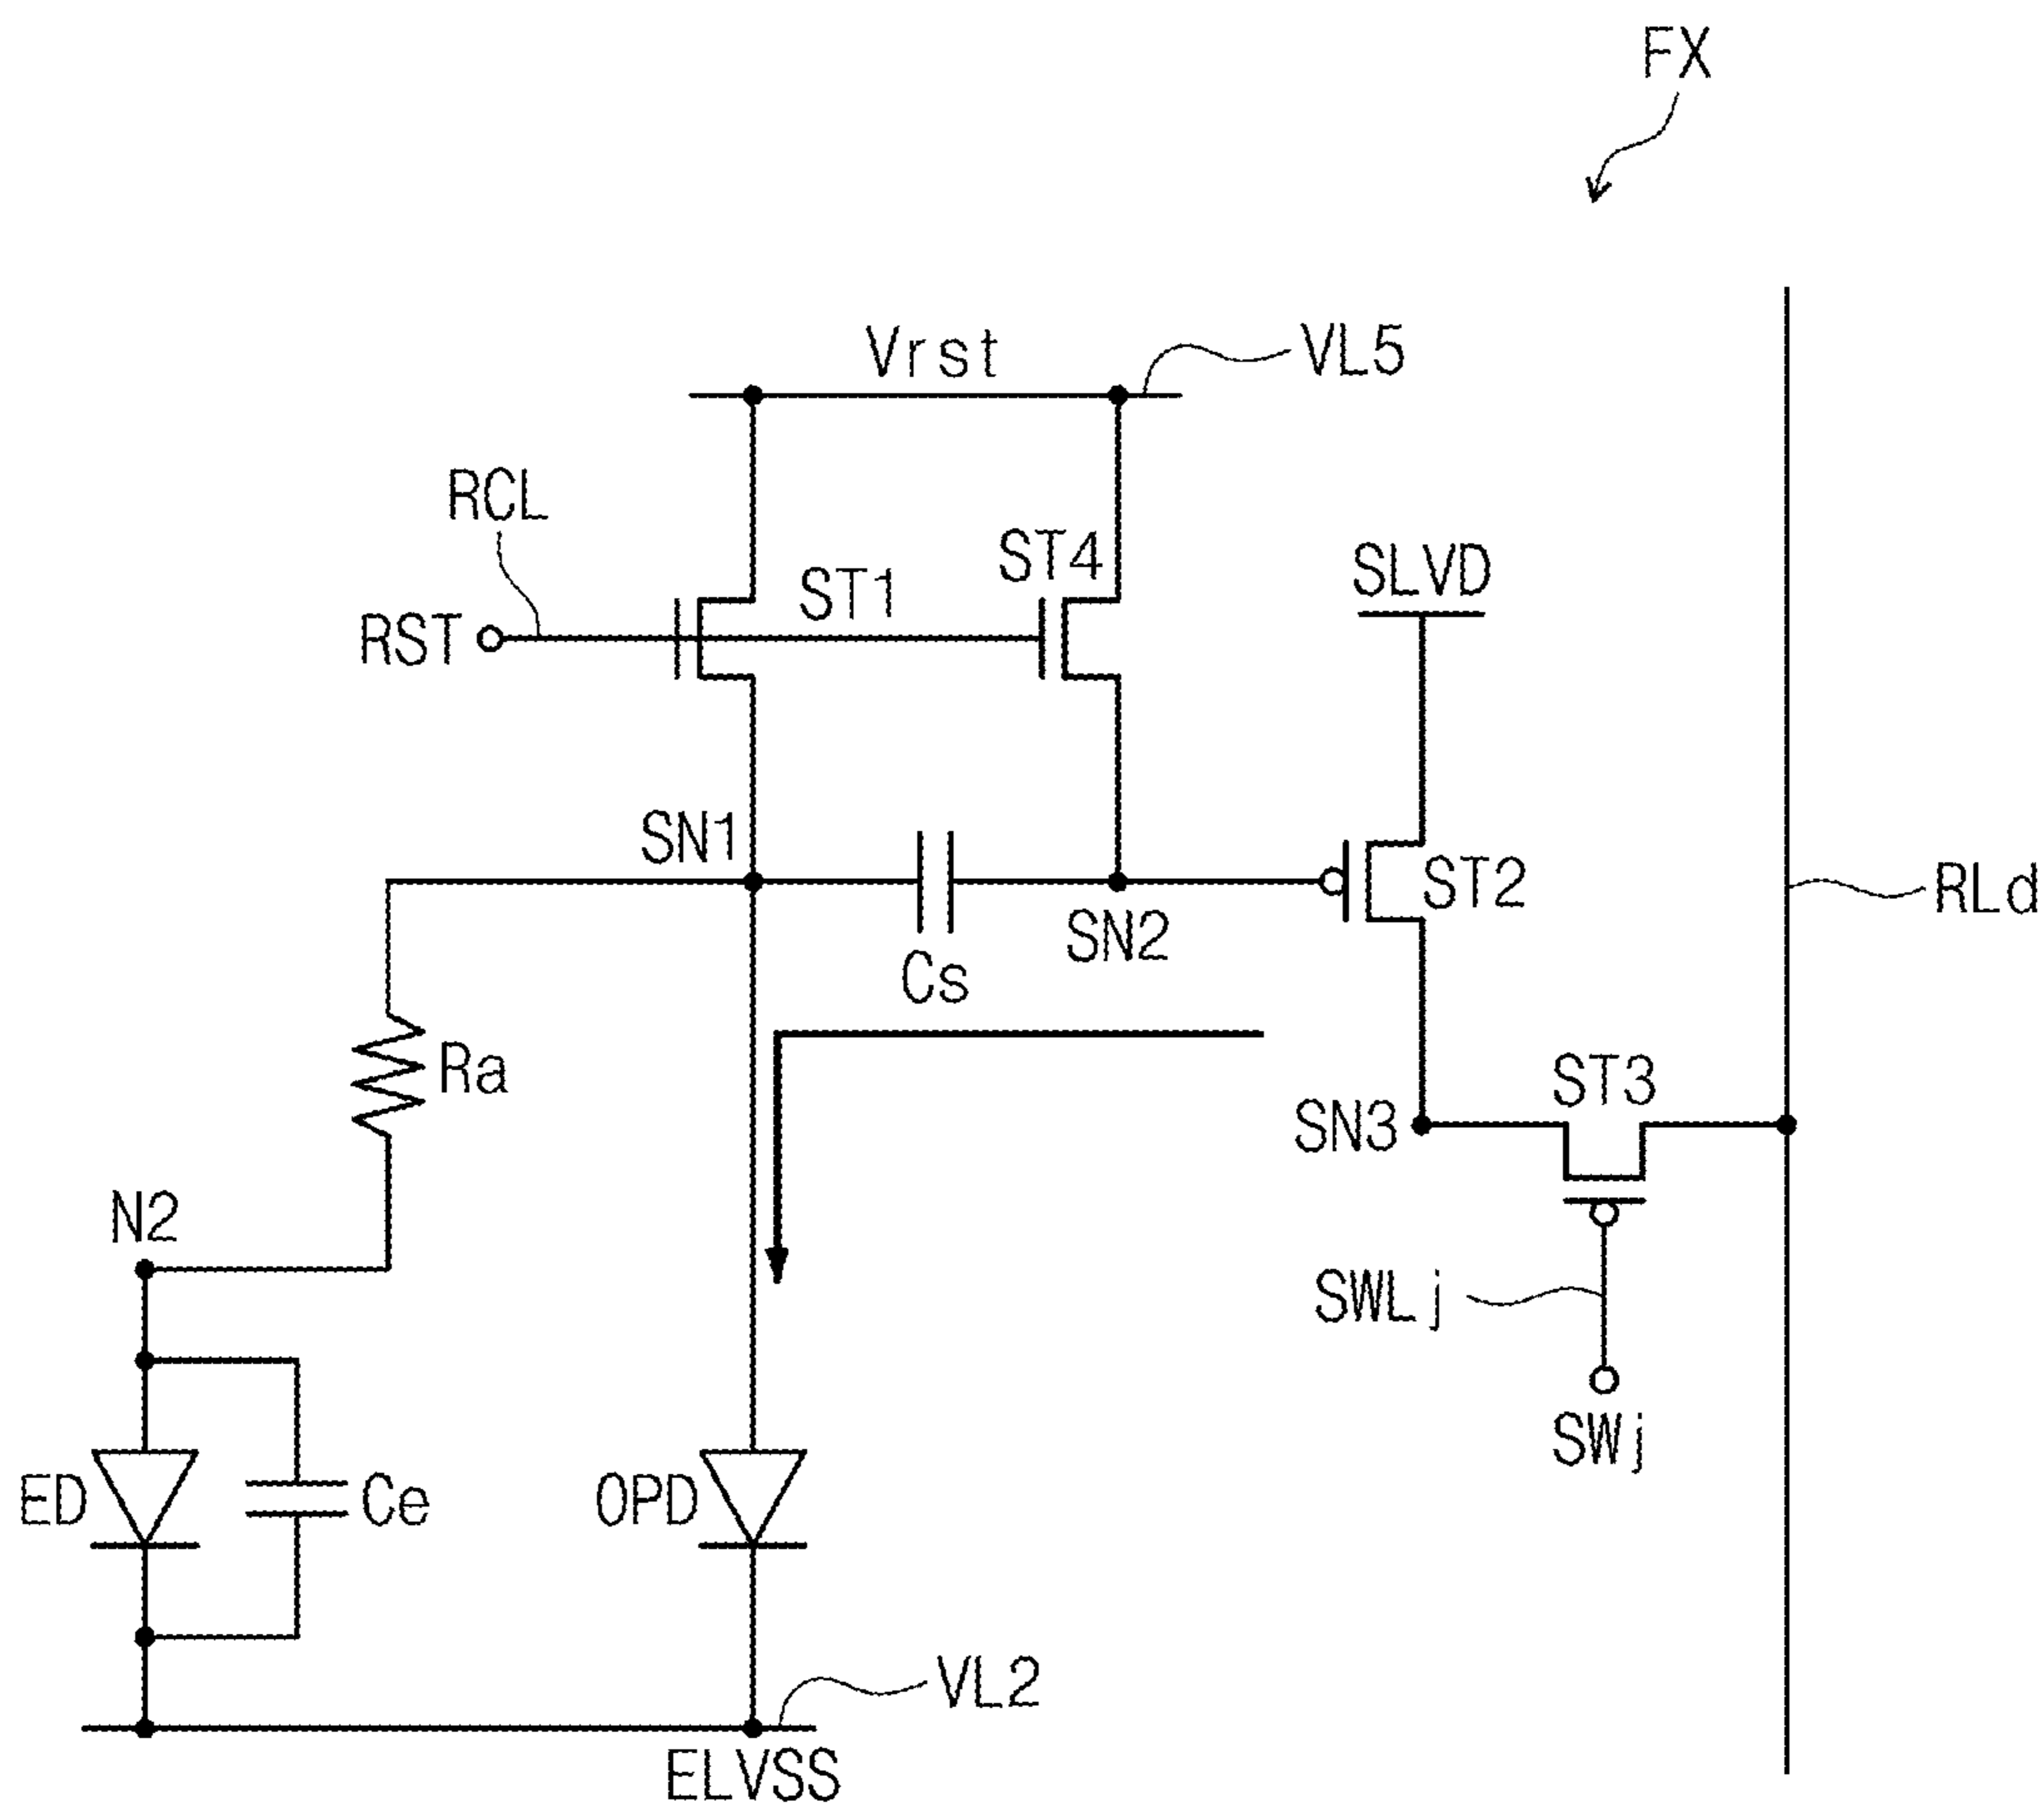 FX
Vrst
VL5
RCL
ST4
ST1
SLVD
RST
SN1
ST2
RLd
SN2
Cs
Ra
ST3
SN3
N2
SWLj
SWj
ED
Ce
OPD
VL2
ELVSS